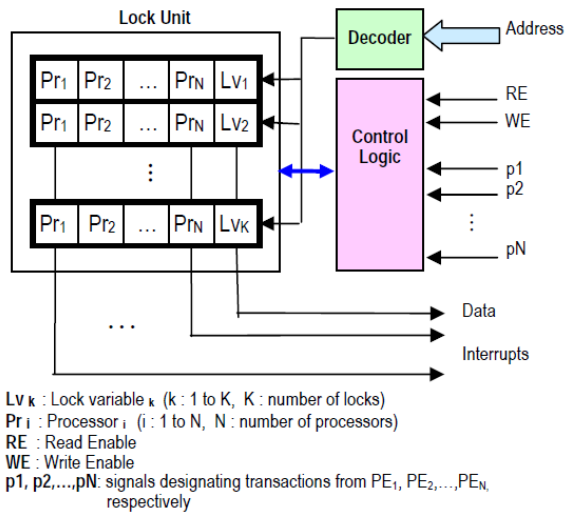 Lock Unit
Decoder
Address
Pr1 Pr2 … PrN Lv1
Pr1 Pr2 … PrN Lv2
⋮
Pr1 Pr2 … PrN LvK
Control
Logic
RE
WE
p1
p2
⋮
pN
Data
…
Interrupts
Lv k : Lock variable k (k : 1 to K, K : number of locks)
Pr i : Processor i (i : 1 to N, N : number of processors)
RE : Read Enable
WE : Write Enable
p1, p2,…,pN: signals designating transactions from PE1, PE2,…,PEN,
respectively